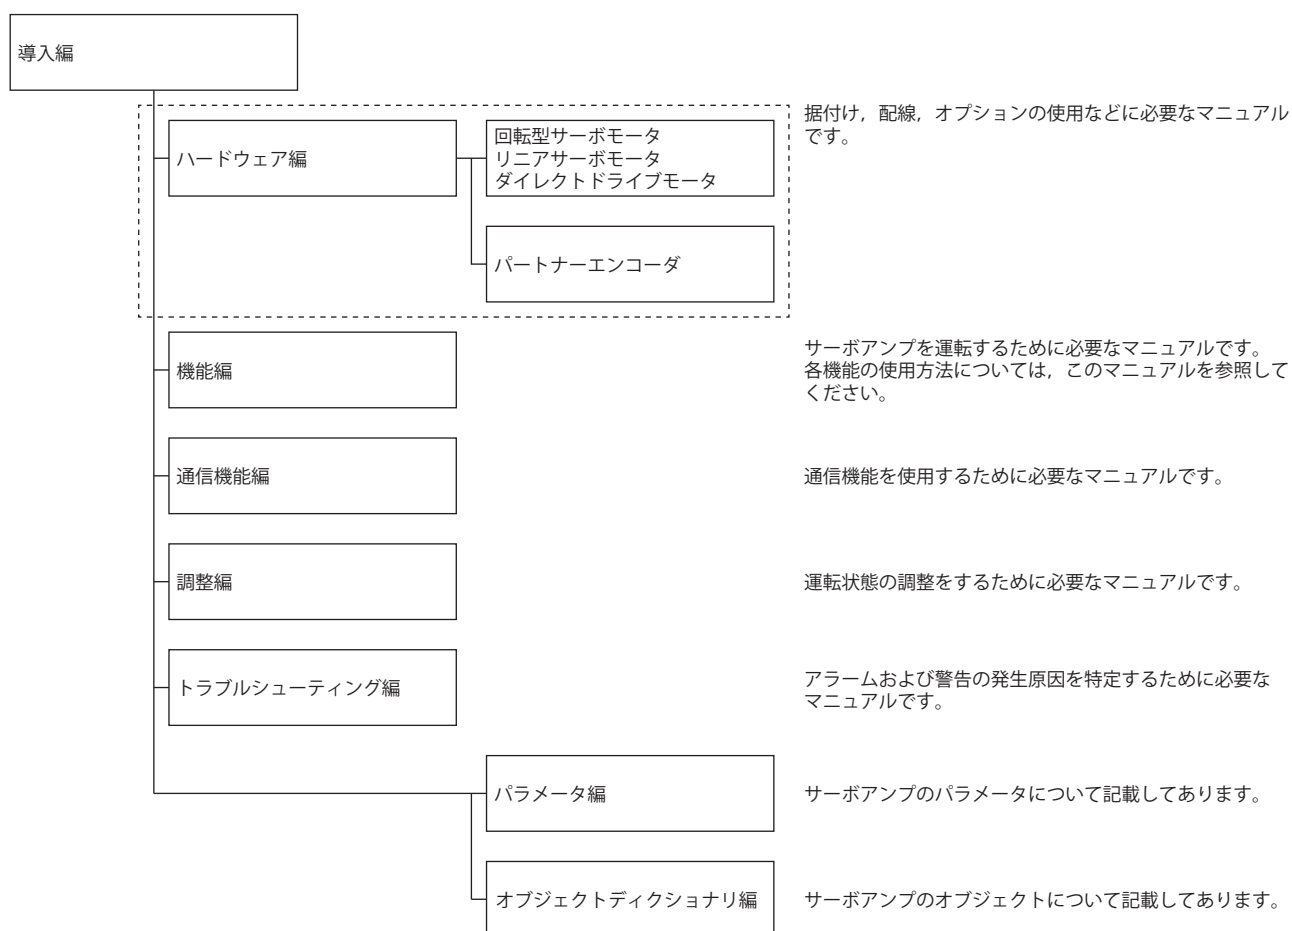 導入編
据付け，配線，オプションの使用などに必要なマニュアル
です。
ハードウェア編
回転型サーボモータ
リニアサーボモータ
ダイレクトドライブモータ
パートナーエンコーダ
機能編
サーボアンプを運転するために必要なマニュアルです。
各機能の使用方法については，このマニュアルを参照して
ください。
通信機能編
通信機能を使用するために必要なマニュアルです。
調整編
運転状態の調整をするために必要なマニュアルです。
トラブルシューティング編
アラームおよび警告の発生原因を特定するために必要な
マニュアルです。
パラメータ編
サーボアンプのパラメータについて記載してあります。
オブジェクトディクショナリ編
サーボアンプのオブジェクトについて記載してあります。